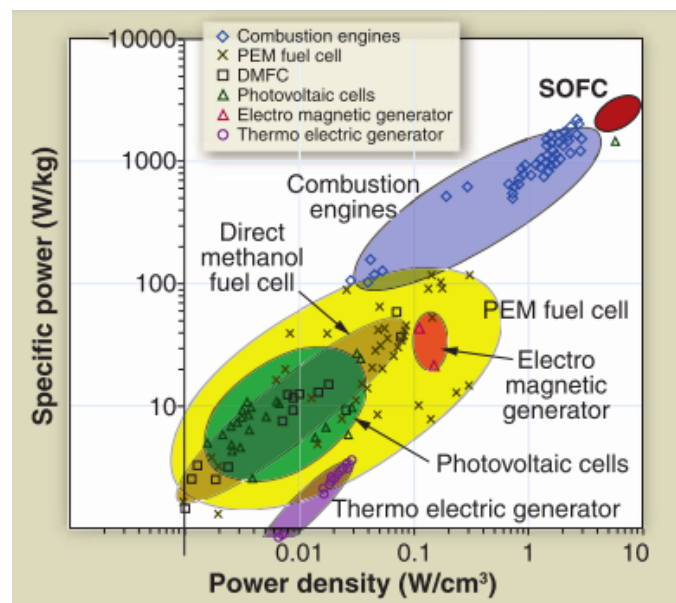 10000
1000
100
10
Specific power (W/kg)
Combustion engines
PEM fuel cell
DMFC
Photovoltaic cells
Electro magnetic generator
Thermo electric generator
SOFC
Combustion
engines
Direct
methanol
fuel cell
PEM fuel cell
Electro
magnetic
generator
Photovoltaic cells
Thermo electric generator
0.01
0.1
1
10
Power density (W/cm³)